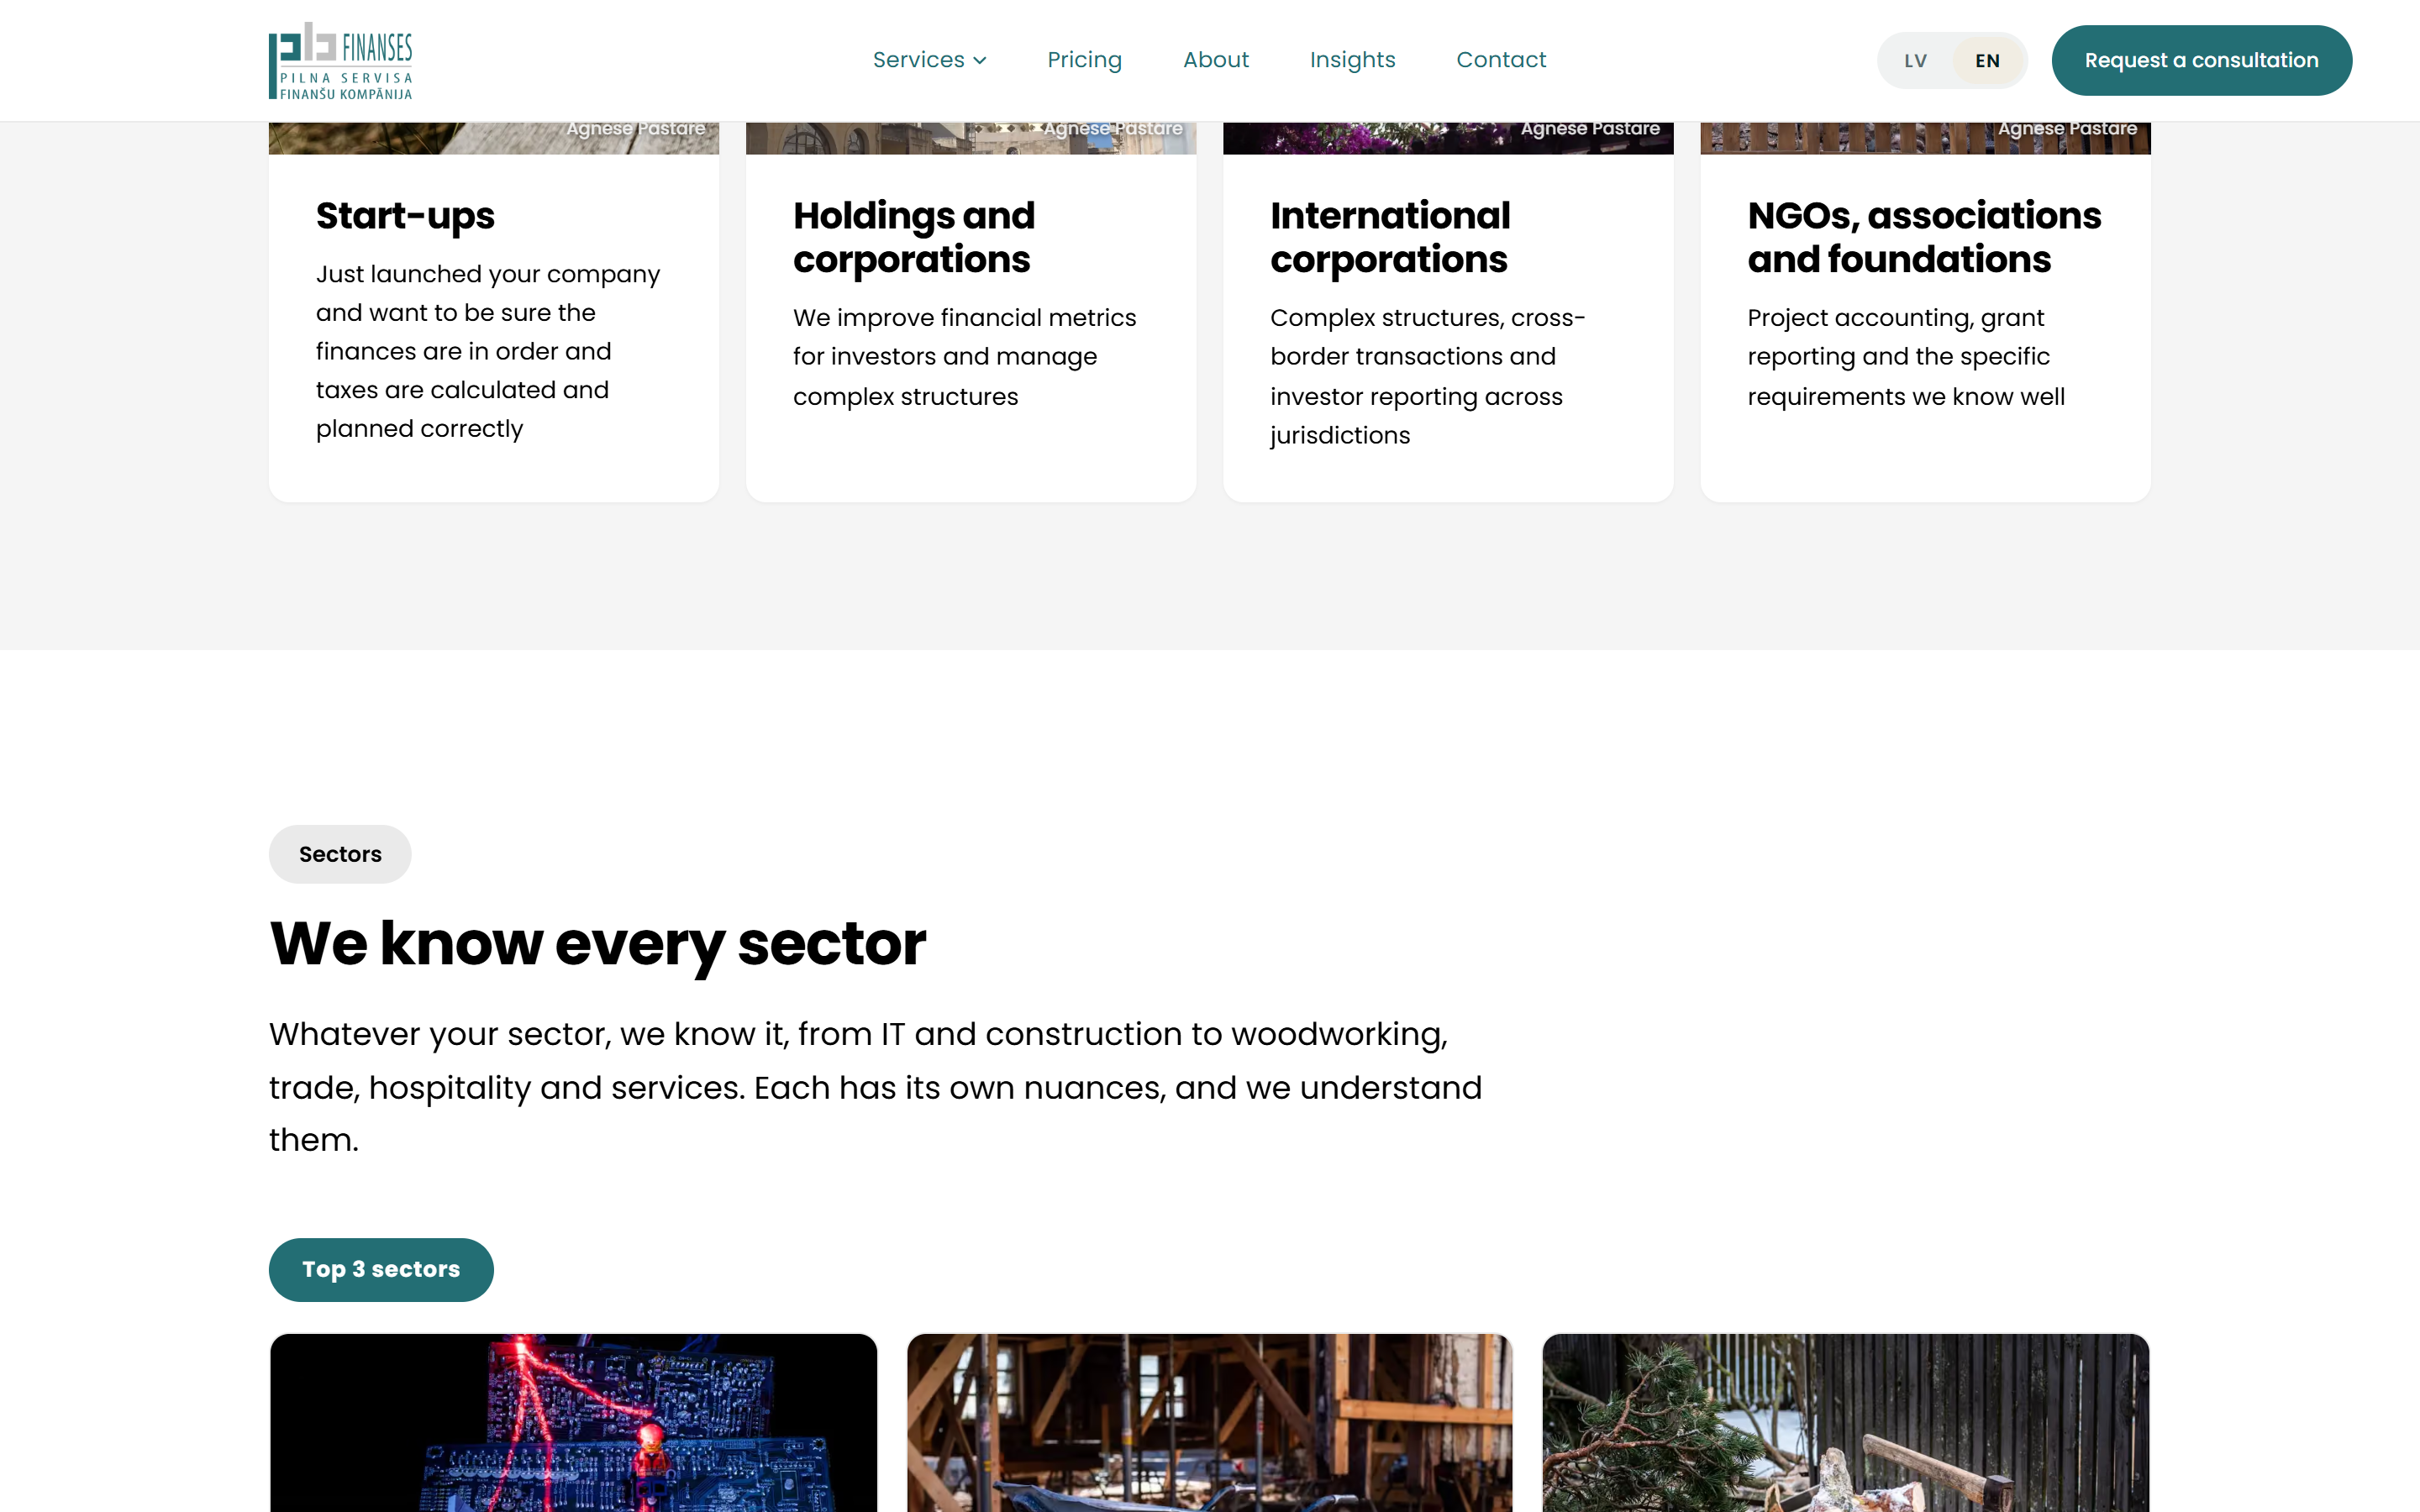 FINANSES
PILNA SERVISA
FINANŠU KOMPĀNIJA
Services
Pricing
About
Insights
Contact
LV
EN
Request a consultation
Agnese Pastare
Agnese Pastare
Agnese Pastare
Agnese Pastare
Start-ups
Just launched your company
and want to be sure the
finances are in order and
taxes are calculated and
planned correctly
Holdings and
corporations
We improve financial metrics
for investors and manage
complex structures
International
corporations
Complex structures, cross-
border transactions and
investor reporting across
jurisdictions
NGOs, associations
and foundations
Project accounting, grant
reporting and the specific
requirements we know well
Sectors
We know every sector
Whatever your sector, we know it, from IT and construction to woodworking,
trade, hospitality and services. Each has its own nuances, and we understand
them.
Top 3 sectors